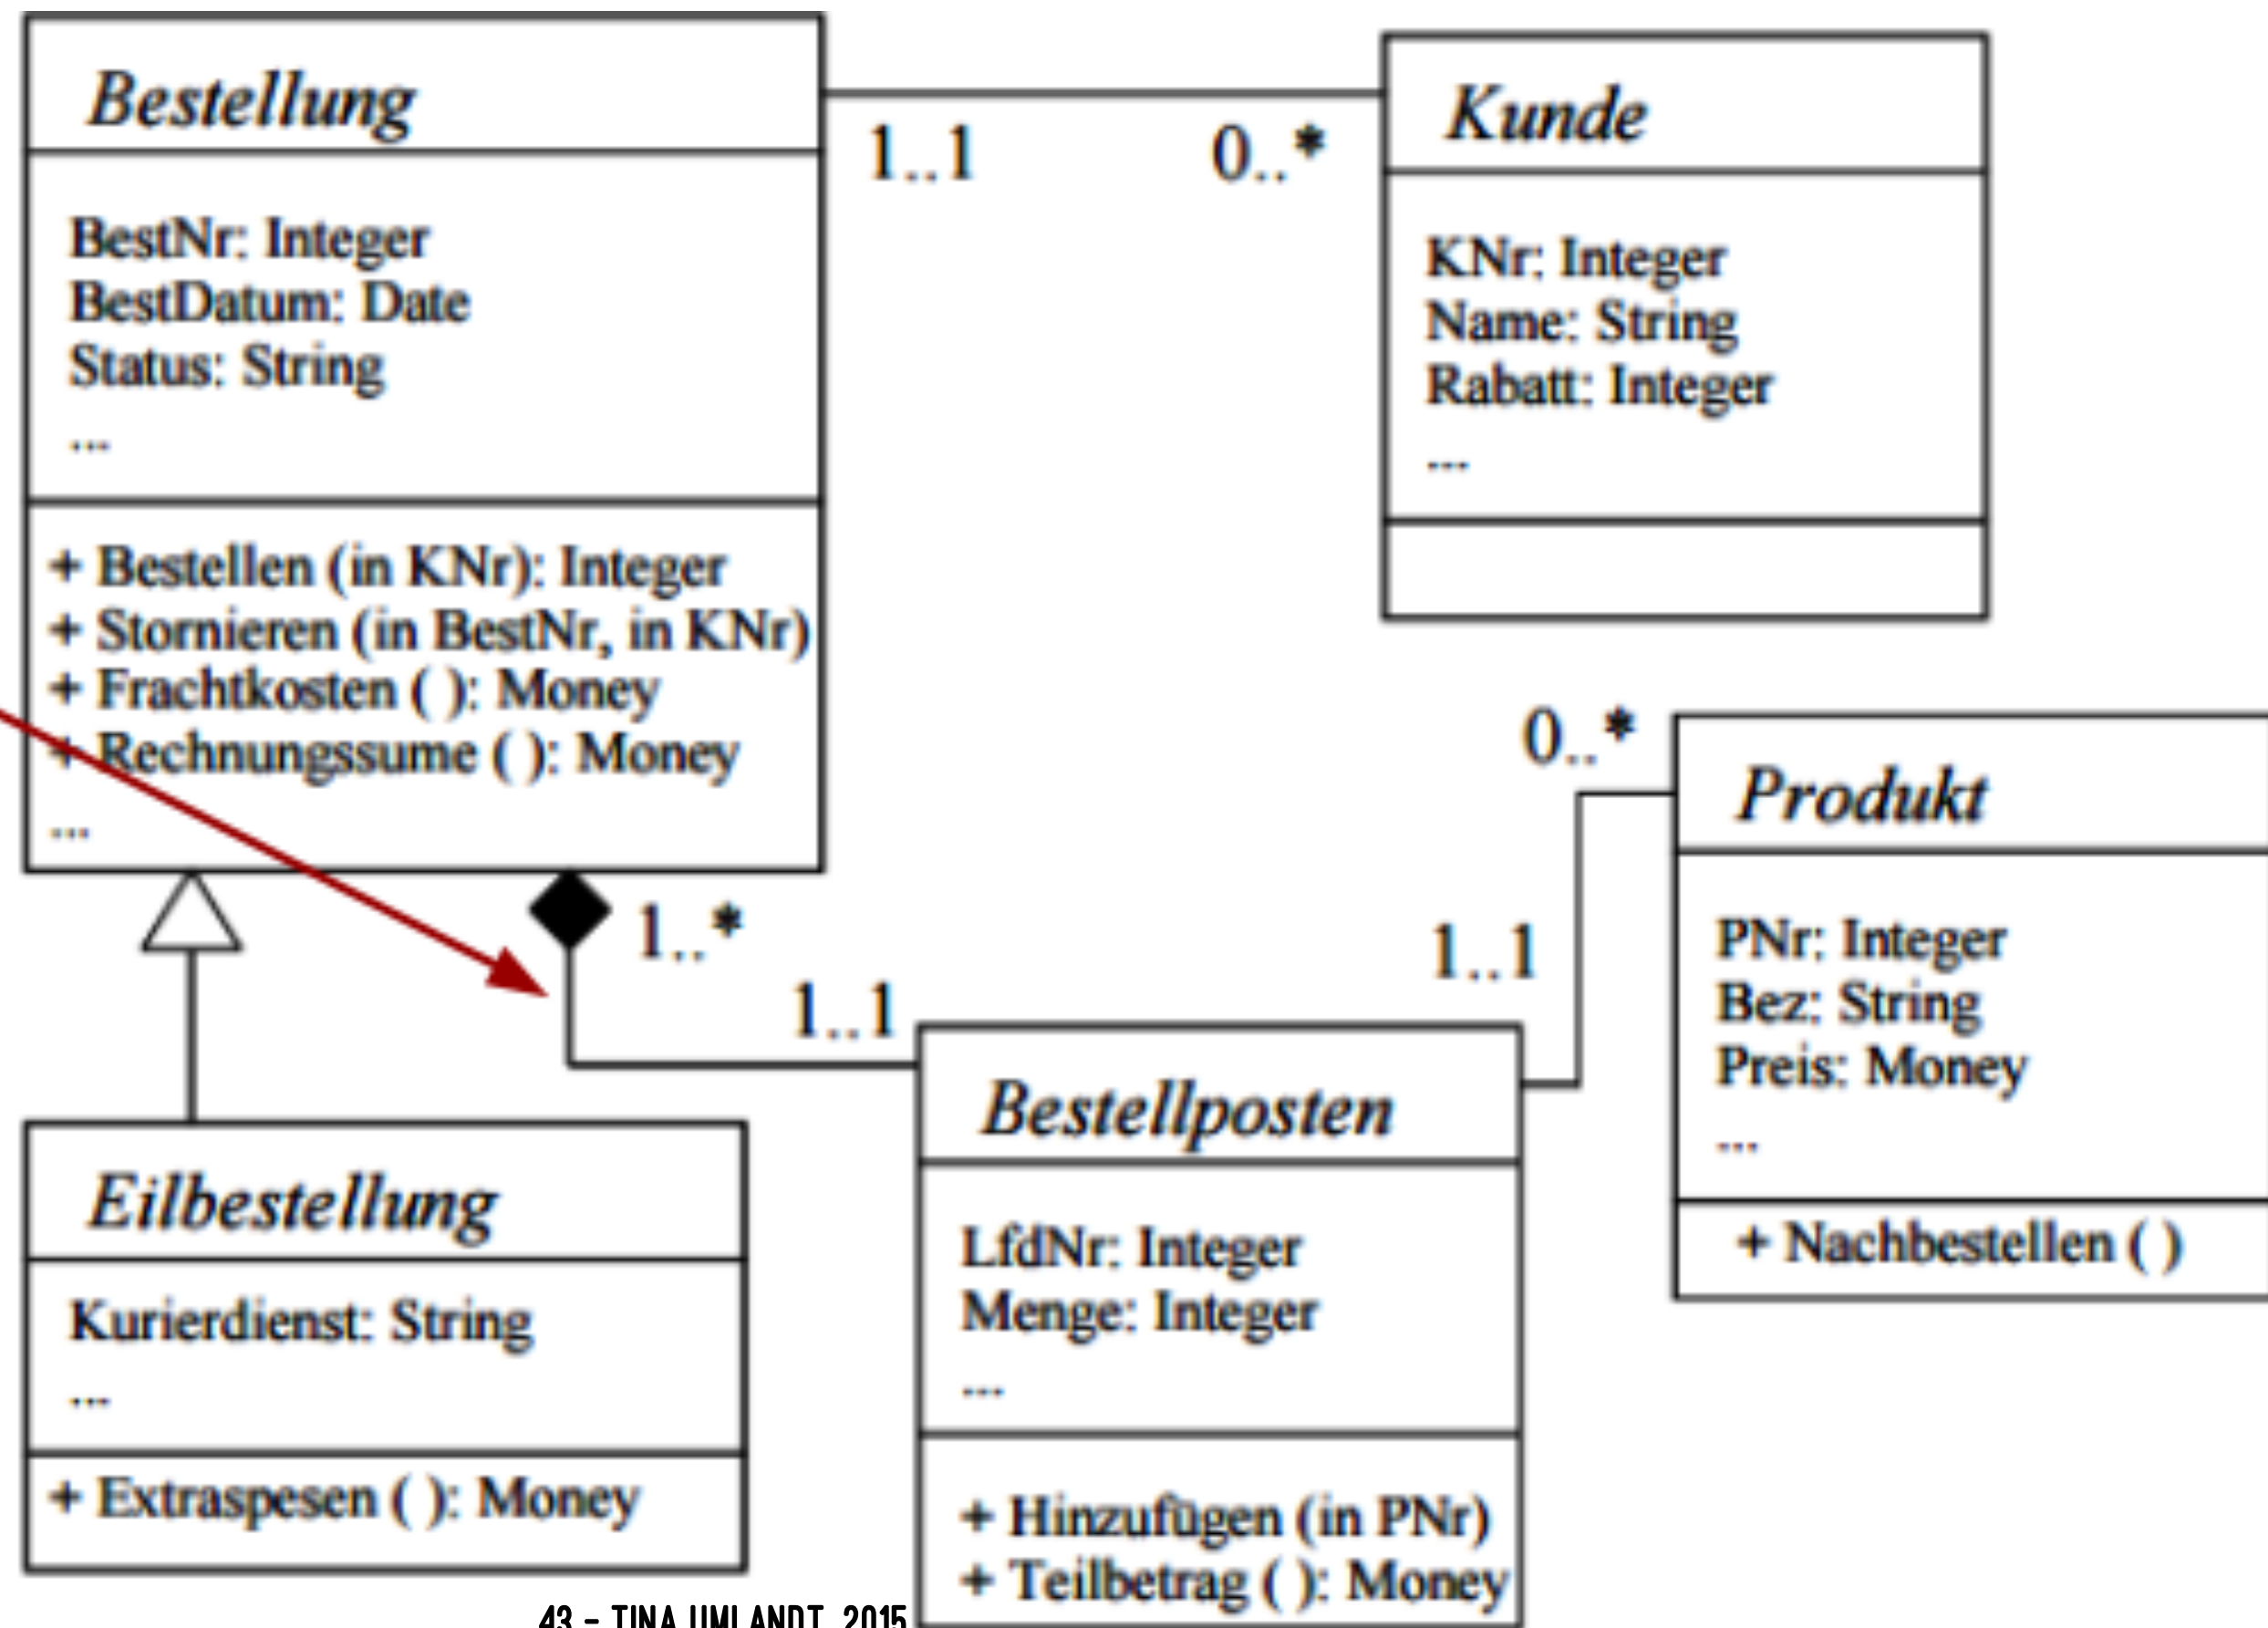 Bestellung
BestNr: Integer
BestDatum: Date
Status: String
...
+ Bestellen (in KNr): Integer
+ Stornieren (in BestNr, in KNr)
+ Frachtkosten ( ): Money
+ Rechnungssume ( ): Money
...
1..1
0..*
Kunde
KNr: Integer
Name: String
Rabatt: Integer
...
1..*
1..1
Eilbestellung
Kurierdienst: String
...
+ Extraspesen ( ): Money
Bestellposten
LfdNr: Integer
Menge: Integer
...
+ Hinzufügen (in PNr)
+ Teilbetrag ( ): Money
1..1
0..*
Produkt
PNr: Integer
Bez: String
Preis: Money
...
+ Nachbestellen ( )
43 – TINA UMLANDT, 2015